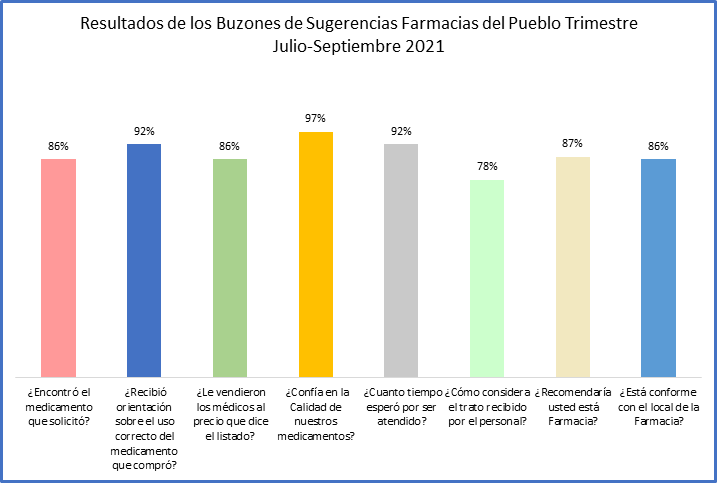 Resultados de los Buzones de Sugerencias Farmacias del Pueblo Trimestre
Julio-Septiembre 2021
86%
92%
86%
97%
92%
78%
87%
86%
¿Encontró el
medicamento
que solicitó?
¿Recibió
orientación
sobre el uso
correcto del
medicamento
que compró?
¿Le vendieron
los médicos al
precio que dice
el listado?
¿Confía en la
Calidad de
nuestros
medicamentos?
¿Cuanto tiempo
esperó por ser
atendido?
¿Cómo considera
el trato recibido
por el personal?
¿Recomendaría
usted está
Farmacia?
¿Está conforme
con el local de la
Farmacia?